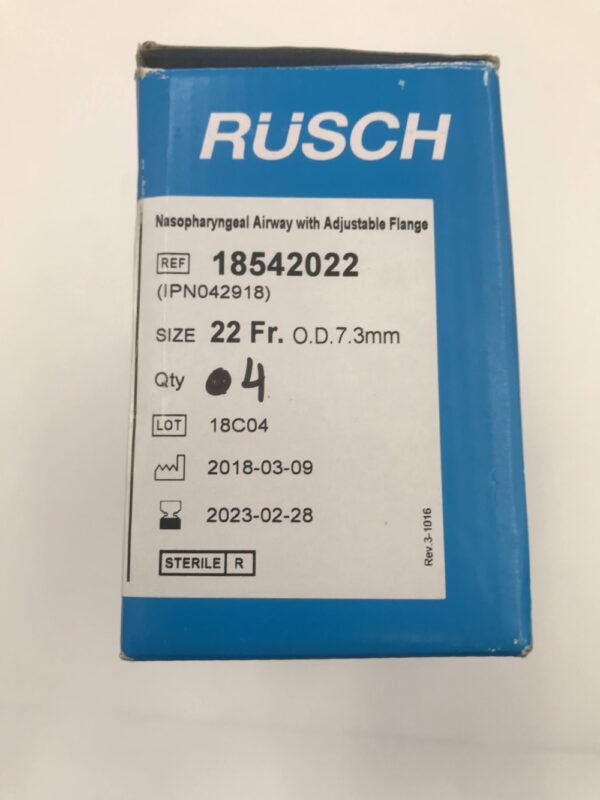 RÜSCH
Nasopharyngeal Airway with Adjustable Flange
REF 18542022
(IPN042918)
SIZE 22 Fr. O.D.7.3mm
Qty 4
LOT 18C04
2018-03-09
2023-02-28
STERILE R
Rev.3-1016